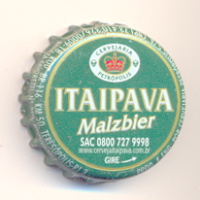 CERVEJARIA
PETRÓPOLIS
ITAIPAVA
Malzbier
SAC 0800 727 9998
www.cervejaitaipava.com.br
GIRE